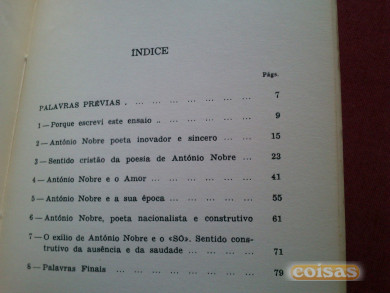 INDICE
Pág.
PALAVRAS PRÉVIAS . ... ... ... ... ... ... 7
1 — Porque escrevi este ensaio .. ... ... ... ... 9
2 — António Nobre poeta inovador e sincero ... ... 15
3 — Sentido cristão da poesia de António Nobre ... 23
4 — António Nobre e o Amor ... ... ... ... ... 41
5 — António Nobre e a sua época ... ... ... ... 55
6 — António Nobre, poeta nacionalista e construtivo 61
7 — O exílio de António Nobre e o «SÓ». Sentido cons-
trutivo da ausência e da saudade ... ... ... 71
8 — Palavras Finais ... ... ... ... ... ... 79
coisas